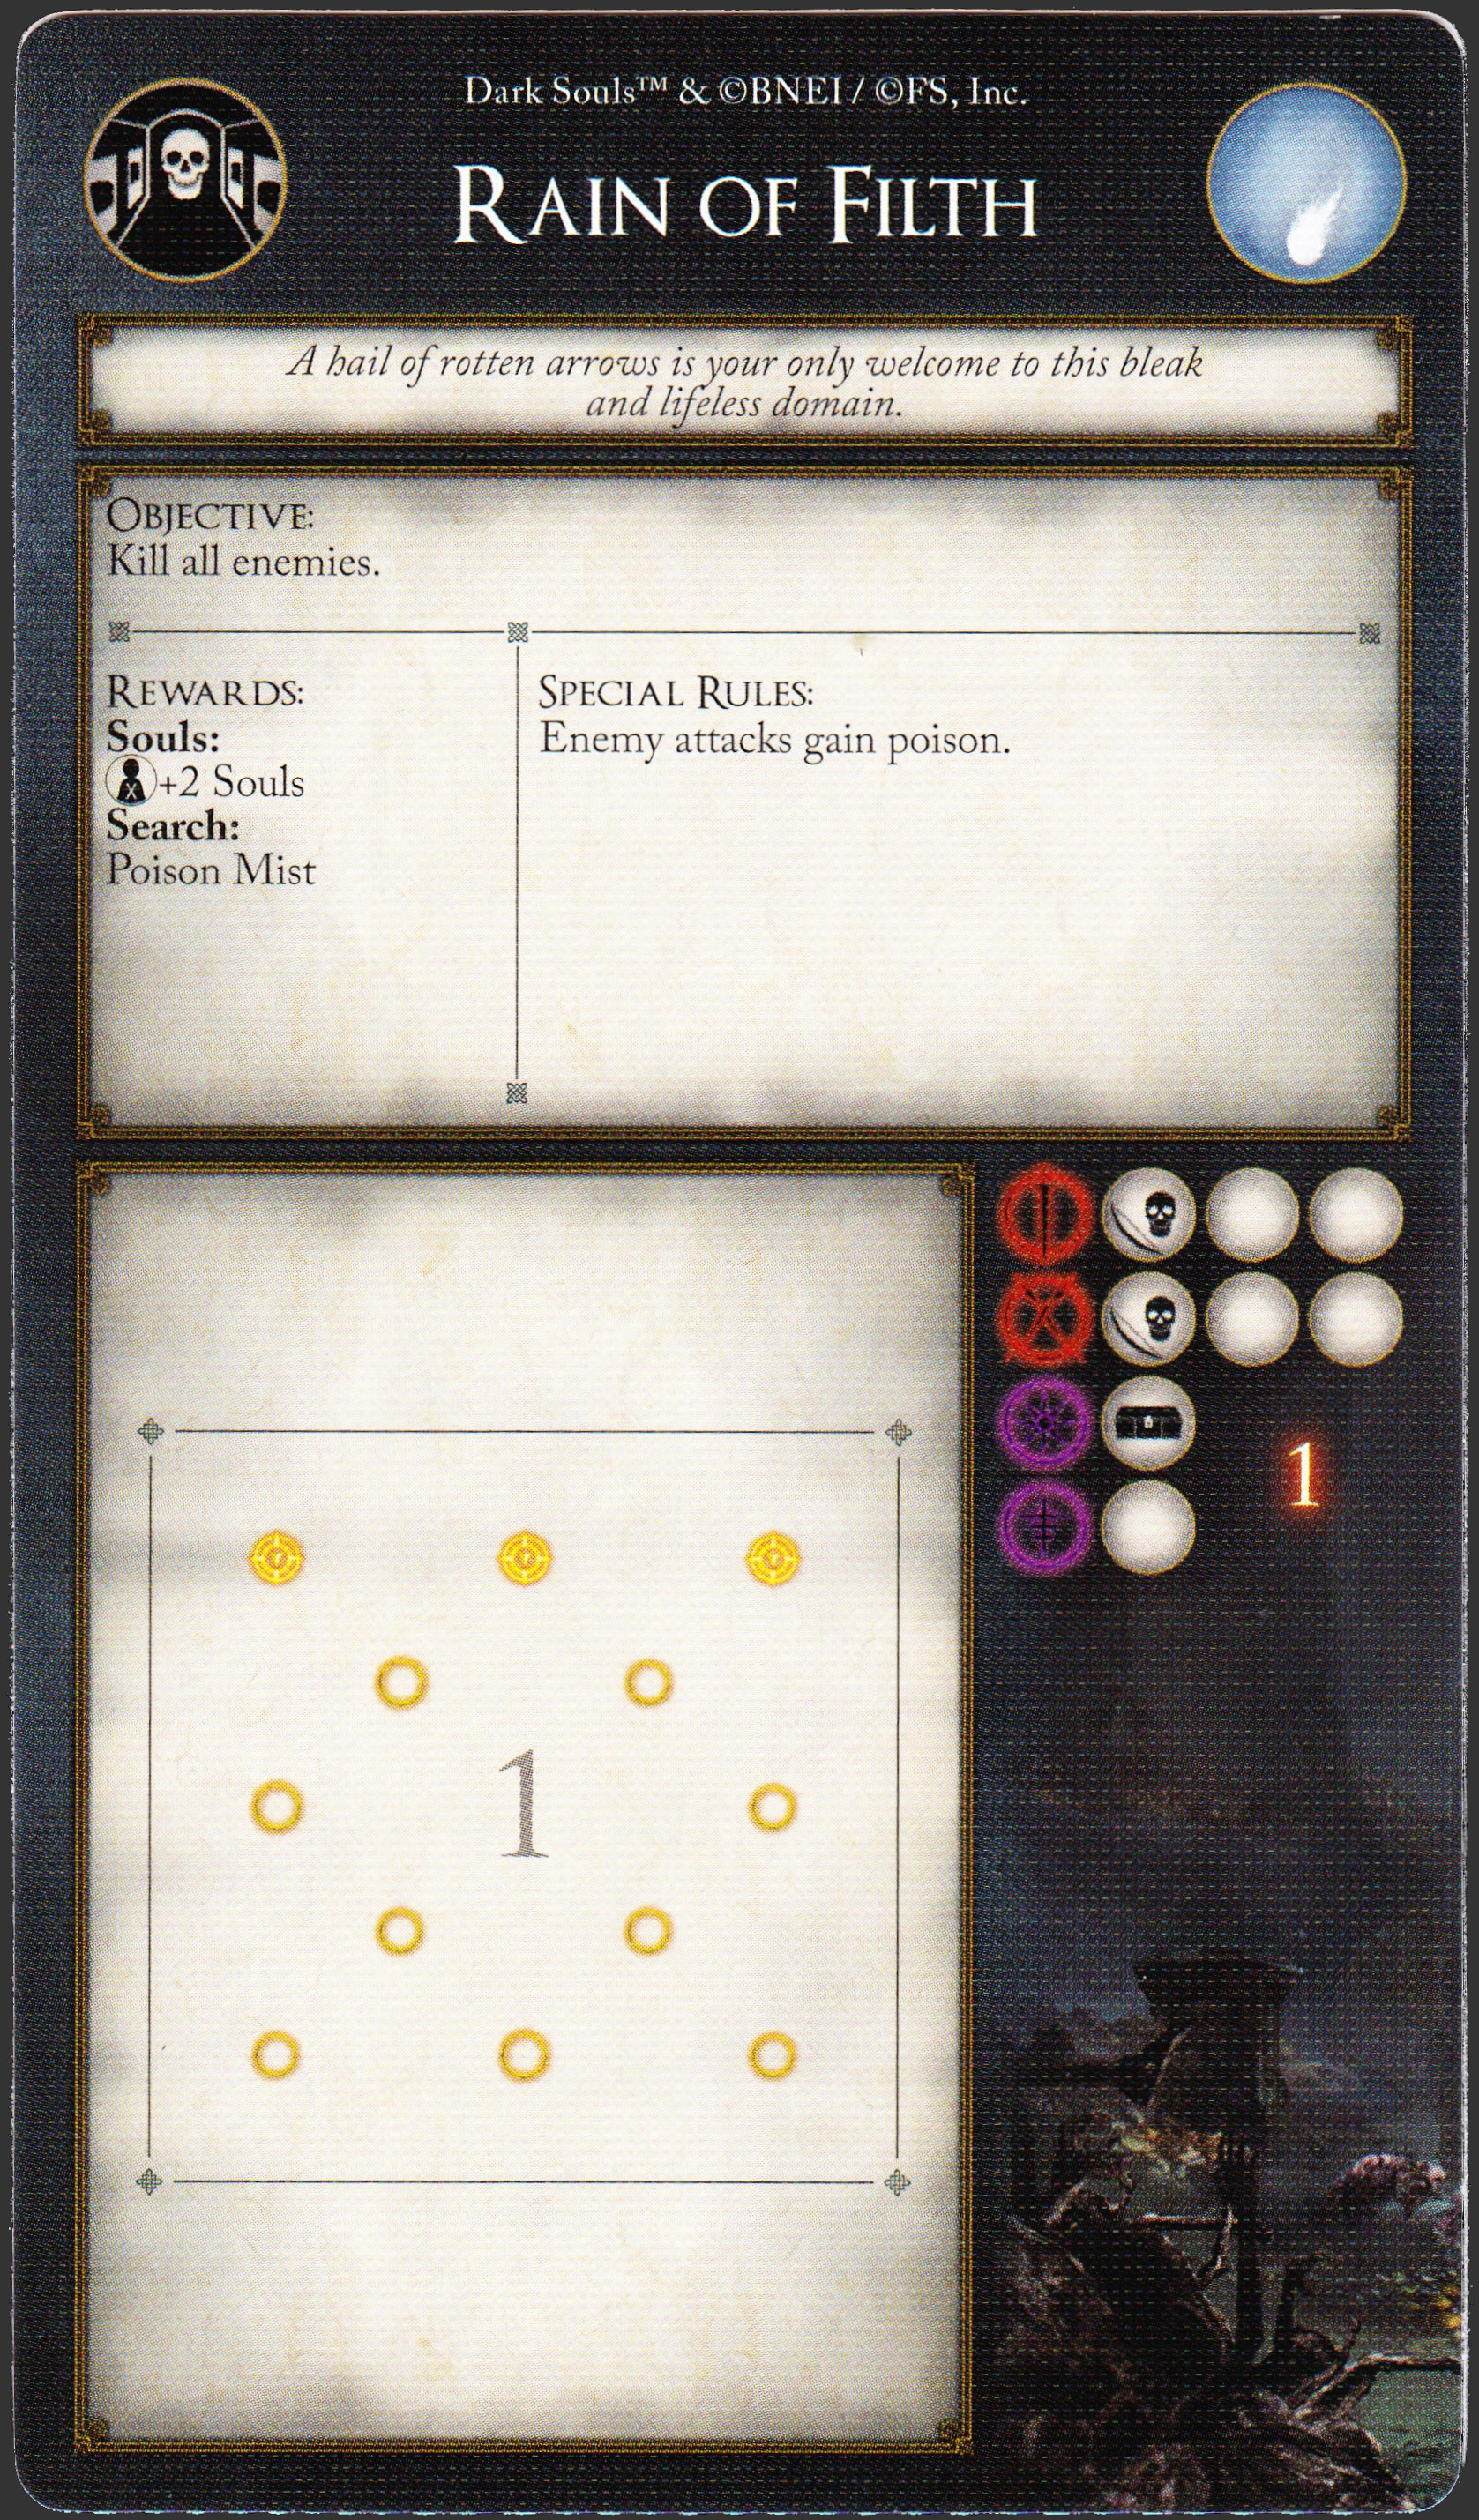 Dark Souls™ & ©BNEI / ©FS, Inc.
RAIN OF FILTH
A hail of rotten arrows is your only welcome to this bleak
and lifeless domain.
OBJECTIVE:
Kill all enemies.
REWARDS:
Souls:
X+2 Souls
Search:
Poison Mist
SPECIAL RULES:
Enemy attacks gain poison.
1
1